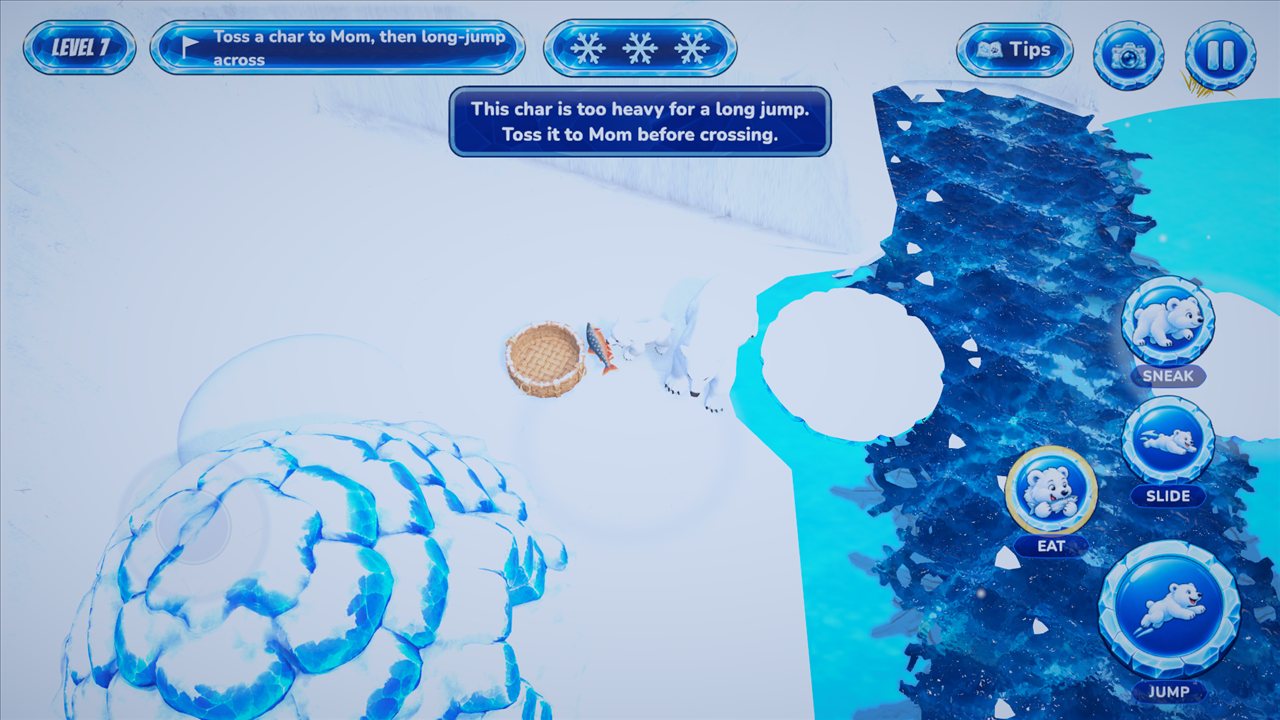 LEVEL 7
Toss a char to Mom, then long-jump
across
Tips
This char is too heavy for a long jump.
Toss it to Mom before crossing.
SNEAK
SLIDE
EAT
JUMP